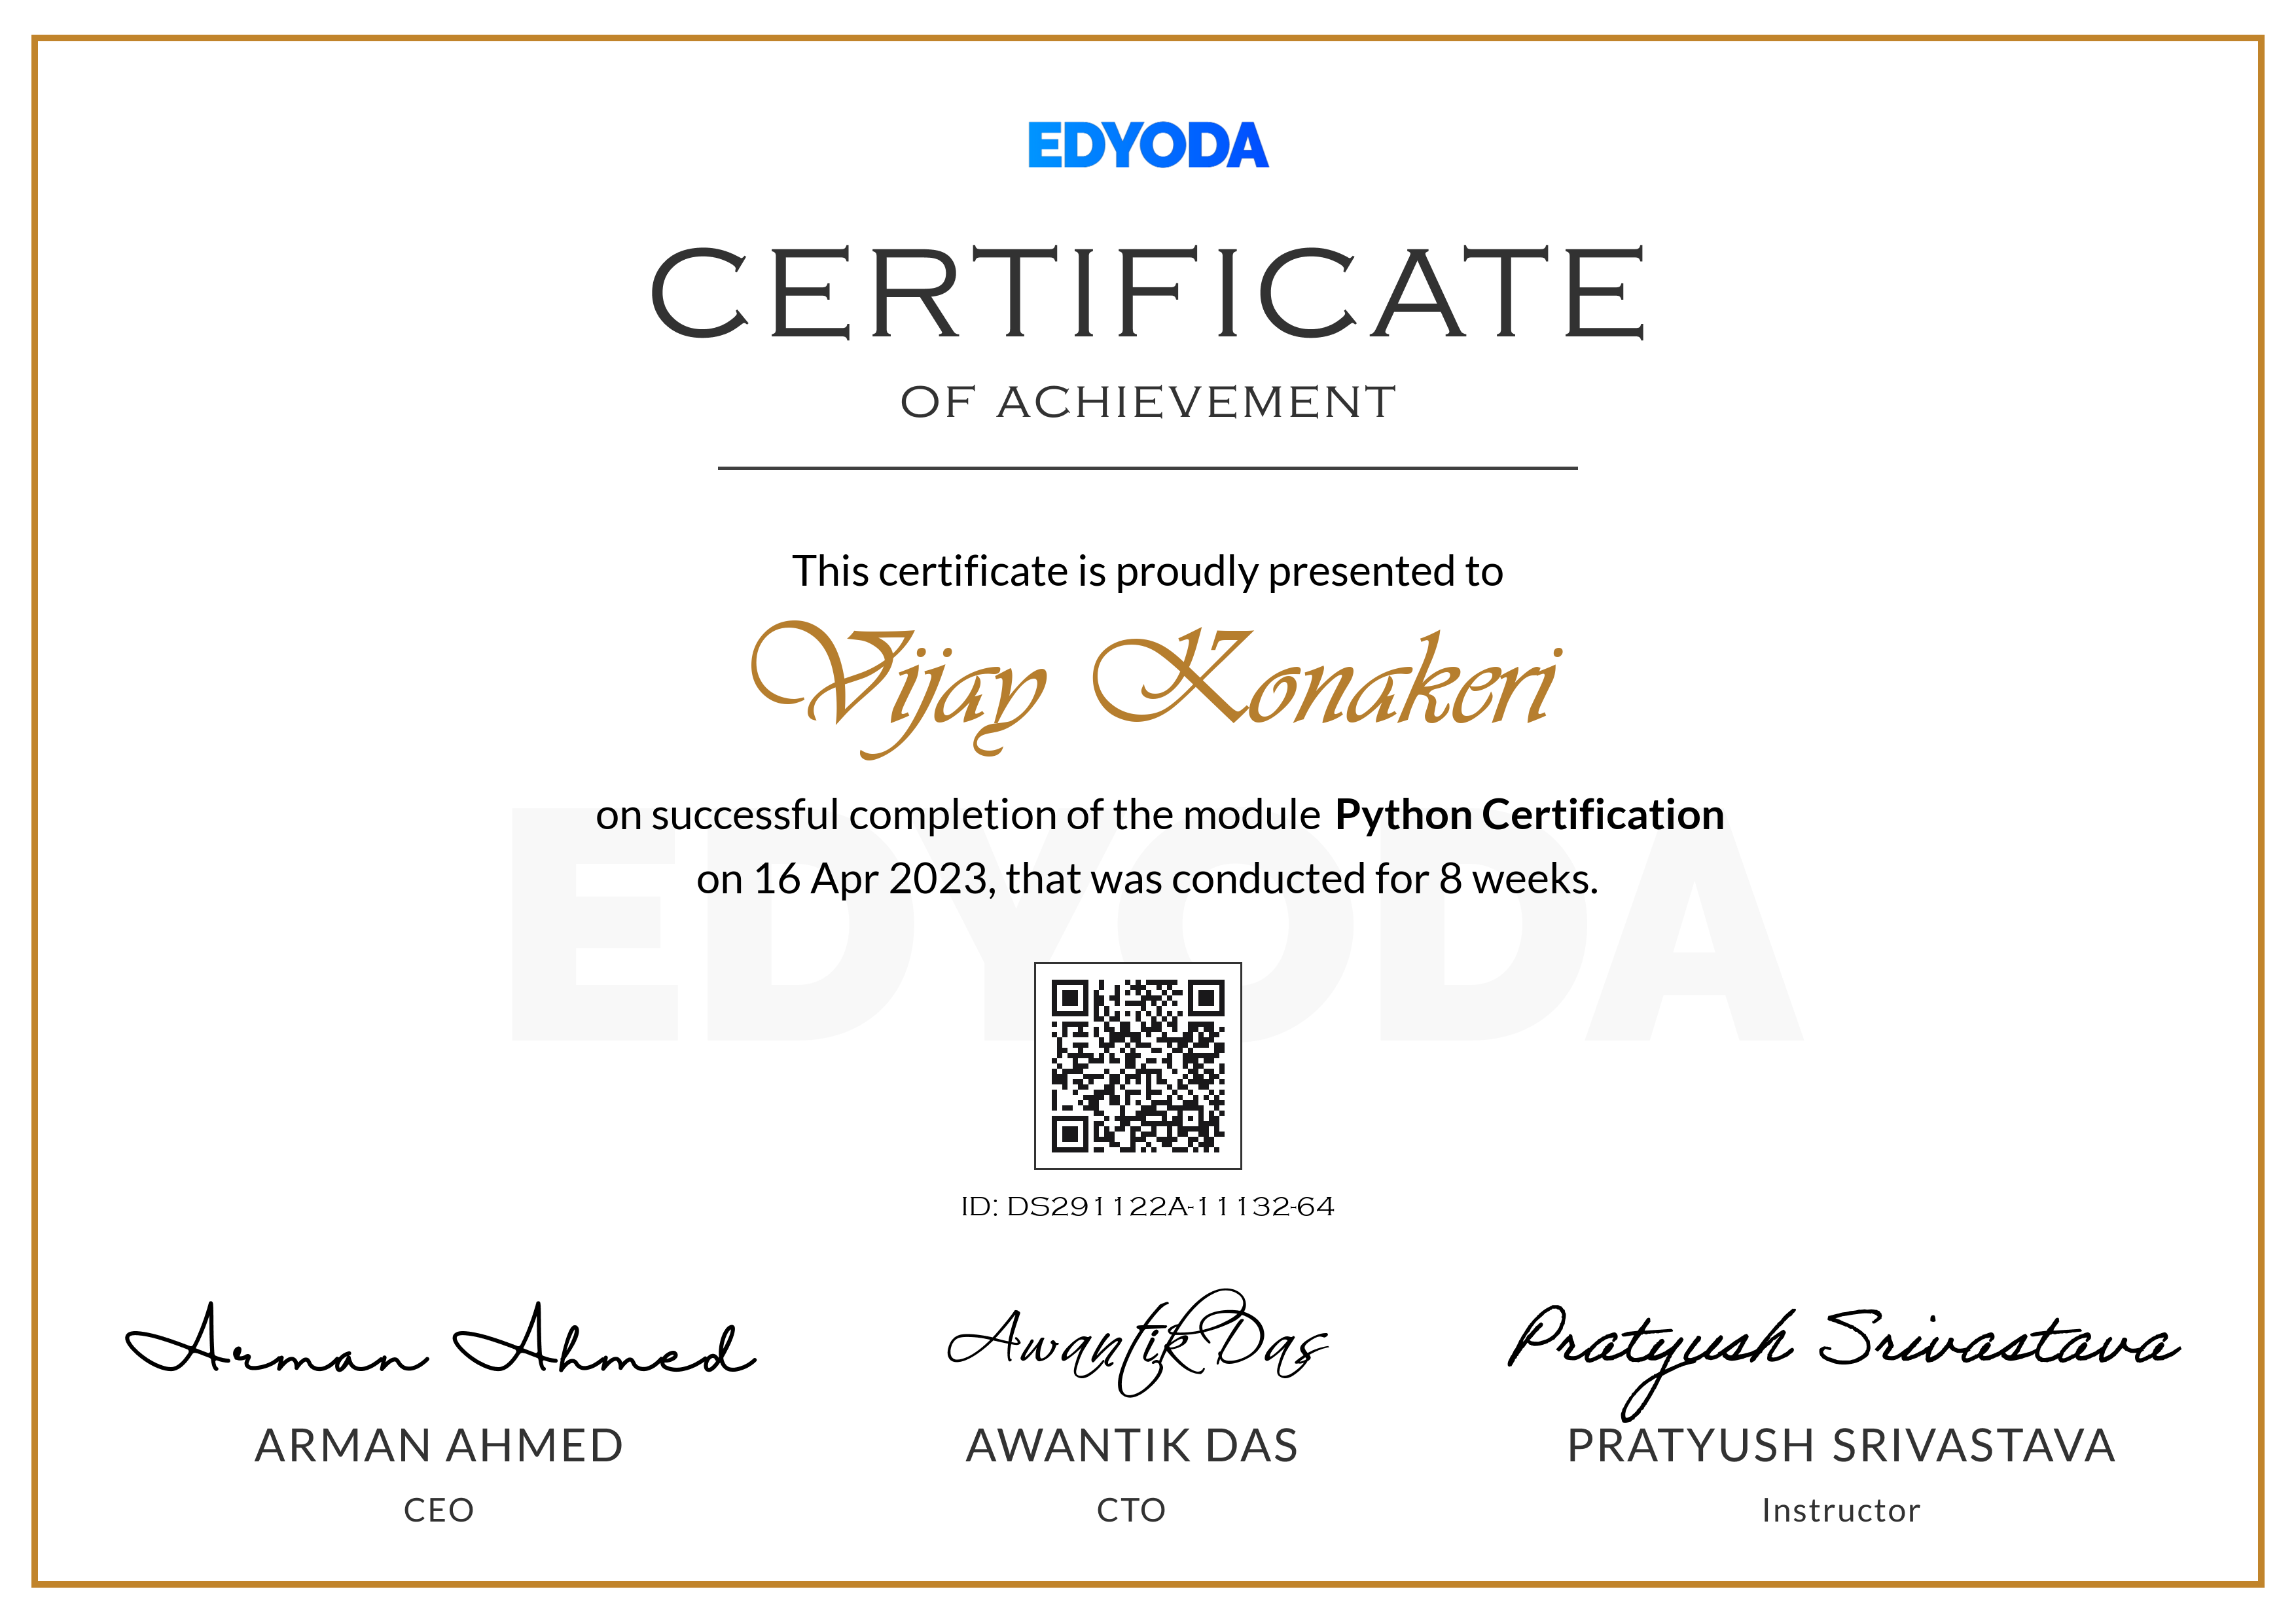 EDYODA
CERTIFICATE
OF ACHIEVEMENT
This certificate is proudly presented to
Vijay Konakeri
on successful completion of the module Python Certification
on 16 Apr 2023, that was conducted for 8 weeks.
EDYODA
ID: DS291122A-11132-64
Arman Ahmed
Awantik Das
Pratyush Srivastava
ARMAN AHMED
AWANTIK DAS
PRATYUSH SRIVASTAVA
CEO
CTO
Instructor